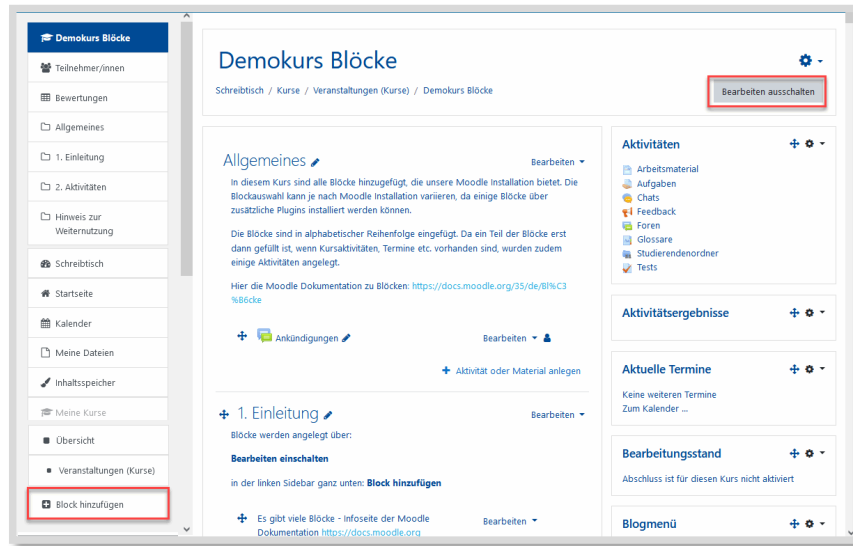 Demokurs Blöcke
Teilnehmer/innen
Bewertungen
Allgemeines
1. Einleitung
2. Aktivitäten
Hinweis zur
Weiternutzung
Schreibtisch
Startseite
Kalender
Meine Dateien
Inhaltsspeicher
Meine Kurse
Übersicht
Veranstaltungen (Kurse)
Block hinzufügen
Demokurs Blöcke
Schreibtisch / Kurse / Veranstaltungen (Kurse) / Demokurs Blöcke
Bearbeiten ausschalten
Allgemeines
Bearbeiten
In diesem Kurs sind alle Blöcke hinzugefügt, die unsere Moodle Installation bietet. Die
Blockauswahl kann je nach Moodle Installation variieren, da einige Blöcke über
zusätzliche Plugins installiert werden können.
Die Blöcke sind in alphabetischer Reihenfolge eingefügt. Da ein Teil der Blöcke erst
dann gefüllt ist, wenn Kursaktivitäten, Termine etc. vorhanden sind, wurden zudem
einige Aktivitäten angelegt.
Hier die Moodle Dokumentation zu Blöcken: https://docs.moodle.org/35/de/Bl%C3
%B6cke
Ankündigungen
Bearbeiten
Aktivität oder Material anlegen
1. Einleitung
Bearbeiten
Blöcke werden angelegt über:
Bearbeiten einschalten
in der linken Sidebar ganz unten: Block hinzufügen
Es gibt viele Blöcke - Infoseite der Moodle
Bearbeiten
Dokumentation https://docs.moodle.org
Aktivitäten
Arbeitsmaterial
Aufgaben
Chats
Feedback
Foren
Glossare
Studierendenordner
Tests
Aktivitätsergebnisse
Aktuelle Termine
Keine weiteren Termine
Zum Kalender ...
Bearbeitungsstand
Abschluss ist für diesen Kurs nicht aktiviert
Blogmenü